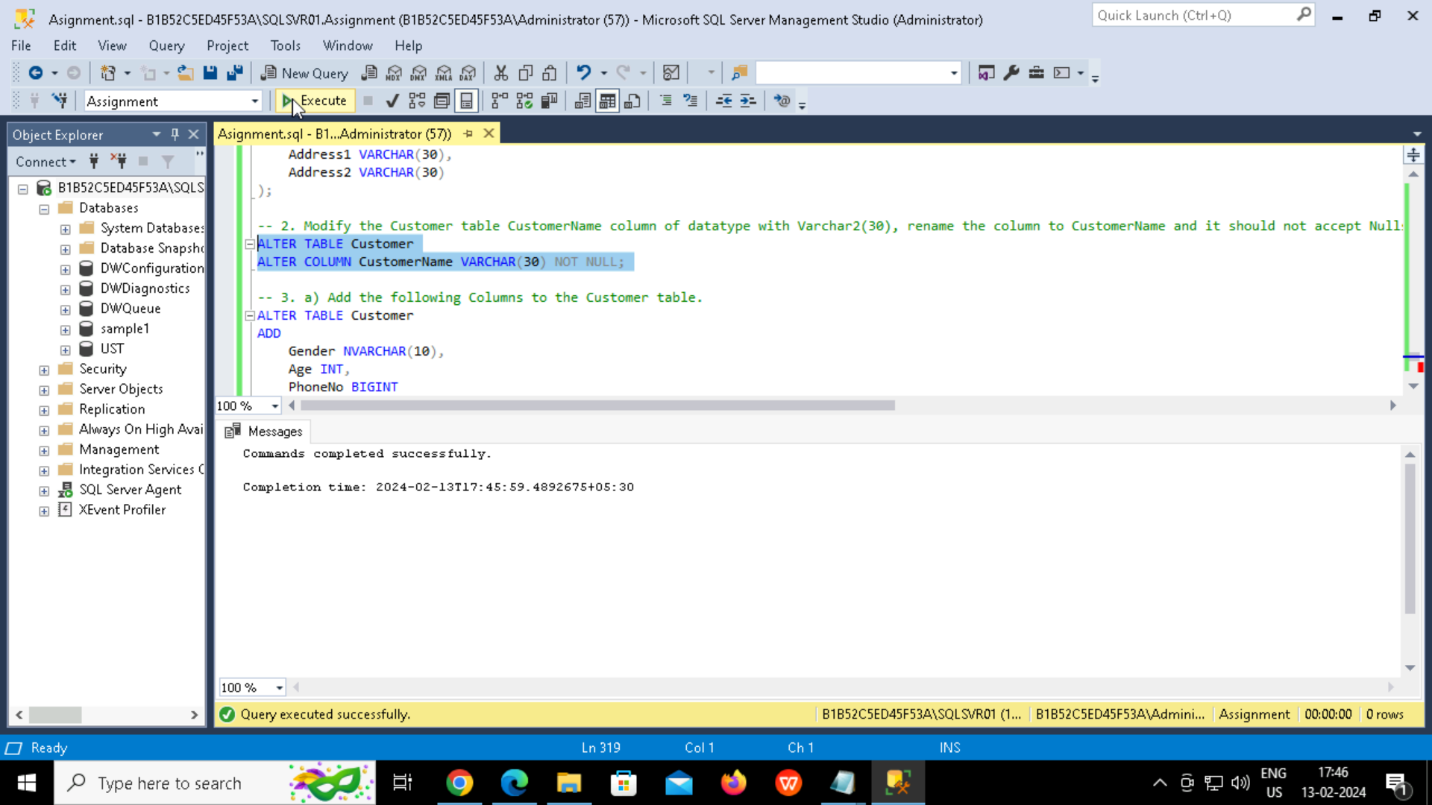 Assignment.sql - B1B52C5ED45F53A\SQLSVR01.Assignment (B1B52C5ED45F53A\Administrator (57)) - Microsoft SQL Server Management Studio (Administrator)
Quick Launch (Ctrl+Q)
File Edit View Query Project Tools Window Help
New Query
MDX DMX XMLA DAX
Assignment
Execute
Object Explorer
Asignment.sql - B1...Administrator (57))
Connect
B1B52C5ED45F53A\SQLS
Databases
System Databases
Database Snapsho
DWConfiguration
DWDiagnostics
DWQueue
sample1
UST
Security
Server Objects
Replication
Always On High Avai
Management
Integration Services C
SQL Server Agent
XEvent Profiler
Address1 VARCHAR(30),
Address2 VARCHAR(30)
);
-- 2. Modify the Customer table CustomerName column of datatype with Varchar2(30), rename the column to CustomerName and it should not accept Nulls
ALTER TABLE Customer
ALTER COLUMN CustomerName VARCHAR(30) NOT NULL;
-- 3. a) Add the following Columns to the Customer table.
ALTER TABLE Customer
ADD
Gender NVARCHAR(10),
Age INT,
PhoneNo BIGINT
100 %
Messages
Commands completed successfully.
Completion time: 2024-02-13T17:45:59.4892675+05:30
100 %
Query executed successfully.
B1B52C5ED45F53A\SQLSVR01 (1... B1B52C5ED45F53A\Admini... Assignment 00:00:00 0 rows
Ready Ln 319 Col 1 Ch 1 INS
Type here to search
ENG
US
17:46
13-02-2024
1